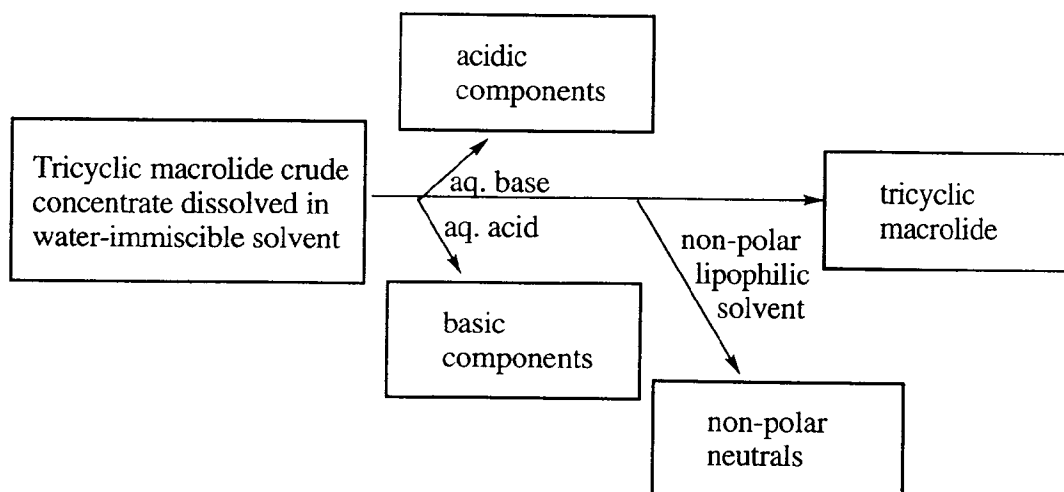 acidic
components
Tricyclic macrolide crude
concentrate dissolved in
water-immiscible solvent
aq. base
aq. acid
tricyclic
macrolide
non-polar
lipophilic
solvent
basic
components
non-polar
neutrals